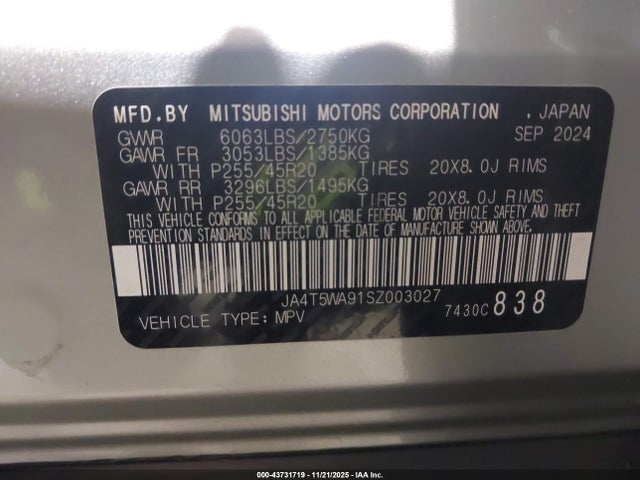 MFD.BY MITSUBISHI MOTORS CORPORATION . JAPAN
GVWR 6063LBS/2750KG SEP 2024
GAWR FR 3053LBS/1385KG
WITH P255/45R20 TIRES 20X8.0J RIMS
GAWR RR 3296LBS/1495KG
WITH P255/45R20 TIRES 20X8.0J RIMS
THIS VEHICLE CONFORMS TO ALL APPLICABLE FEDERAL MOTOR VEHICLE SAFETY AND THEFT
PREVENTION STANDARDS IN EFFECT ON THE DATE OF MANUFACTURE SHOWN ABOVE.
JA4T5WA91SZ003027
VEHICLE TYPE: MPV 7430C 838
000-43731719 - 11/21/2025 - IAA Inc.